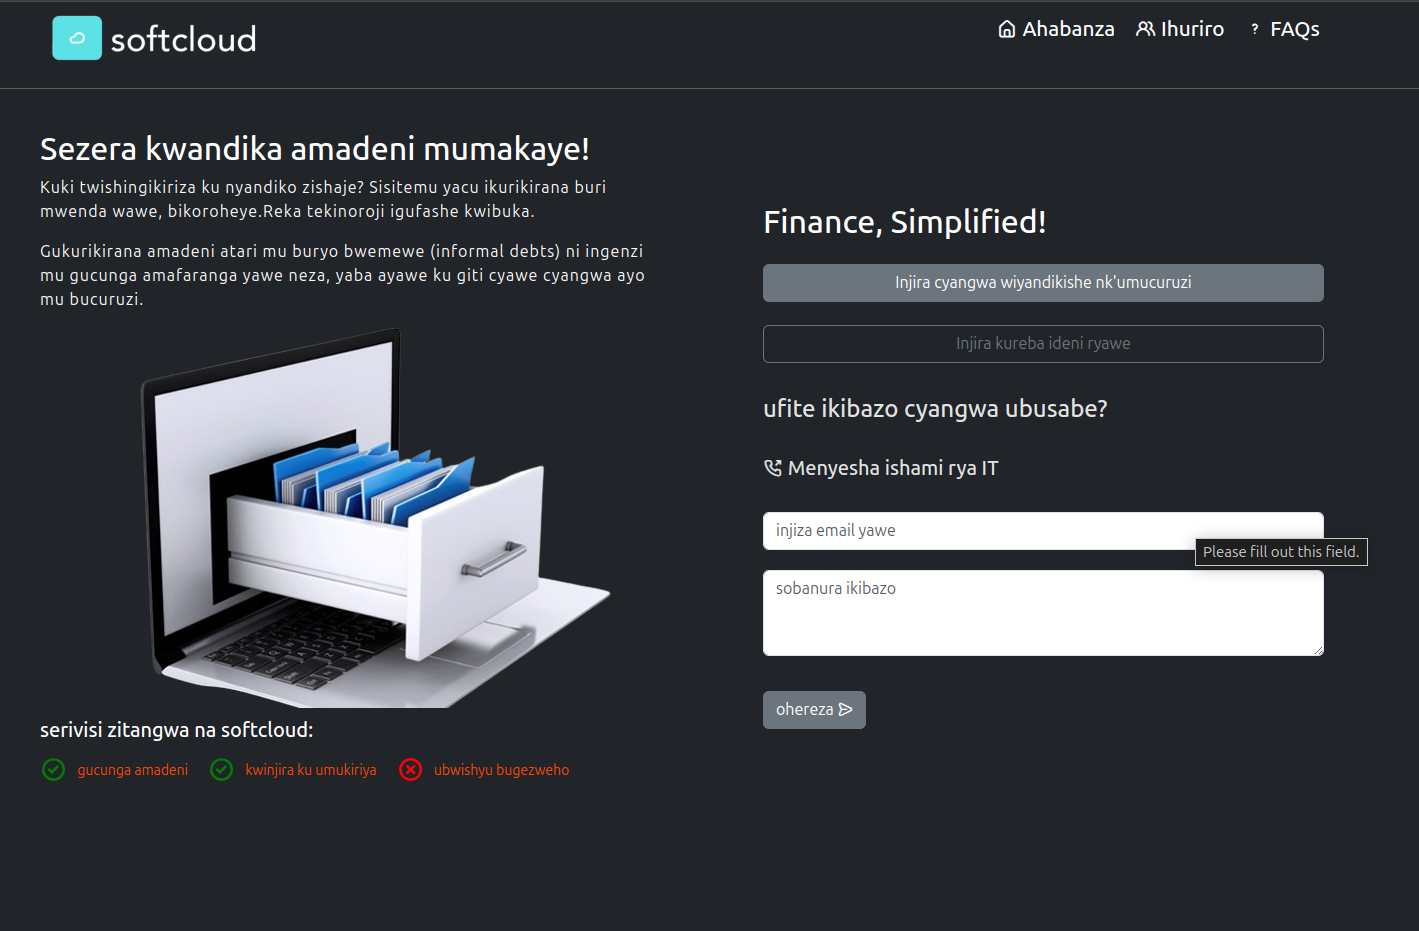 softcloud
Ahabanza
Ihuriro
? FAQs
Sezera kwandika amadeni mumakaye!
Kuki twishingikiriza ku nyandiko zishaje? Sisitemu yacu ikurikirana buri
mwenda wawe, bikoroheye.Reka tekinoroji igufashe kwibuka.
Gukurikirana amadeni atari mu buryo bwemewe (informal debts) ni ingenzi
mu gucunga amafaranga yawe neza, yaba ayawe ku giti cyawe cyangwa ayo
mu bucuruzi.
serivisi zitangwa na softcloud:
gucunga amadeni
kwinjira ku umukiriya
ubwishyu bugezweho
Finance, Simplified!
Injira cyangwa wiyandikishe nk'umucuruzi
Injira kureba ideni ryawe
ufite ikibazo cyangwa ubusabe?
Menyesha ishami rya IT
injiza email yawe
Please fill out this field.
sobanura ikibazo
ohereza